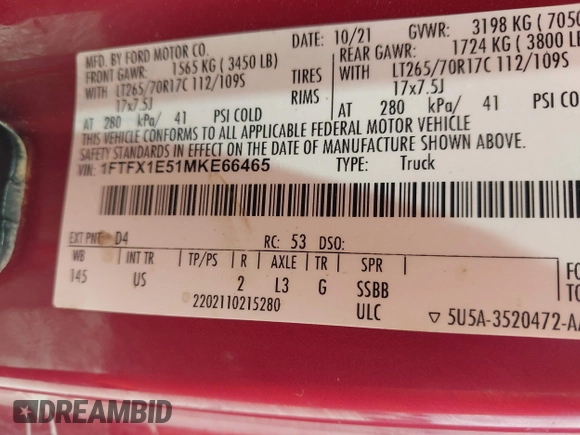 MFD. BY FORD MOTOR CO.
10/21
GVWR: 3198 KG (7050
FRONT GAWR: 1565 KG (3450 LB)
REAR GAWR: 1724 KG (3800 LB
WITH LT265/70R17C 112/109S TIRES
WITH LT265/70R17C 112/109S
17x7.5J RIMS
17x7.5J
AT 280 kPa/ 41 PSI COLD
AT 280 kPa/ 41 PSI COLD
THIS VEHICLE CONFORMS TO ALL APPLICABLE FEDERAL MOTOR VEHICLE
SAFETY STANDARDS IN EFFECT ON THE DATE OF MANUFACTURE SHOWN ABOVE.
VIN: 1FTFX1E51MKE66465
TYPE: Truck
EXT PNT: D4 RC: 53 DSO:
WB INT TR TP/PS R AXLE TR SPR
145 US 2 L3 G SSBB
2202110215280 ULC
5U5A-3520472-A
DREAMBID